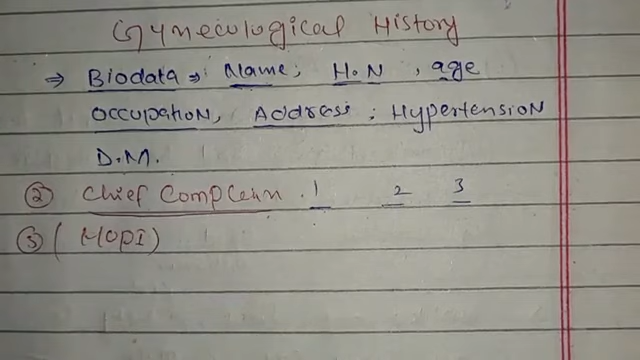 Gynecological History
⇒ Biodata ⇒: Name; H.N , age
OCCUPATION, Address : Hypertension
D.M.
② Chief Complain . 1 2 3
③ ( HOPI)